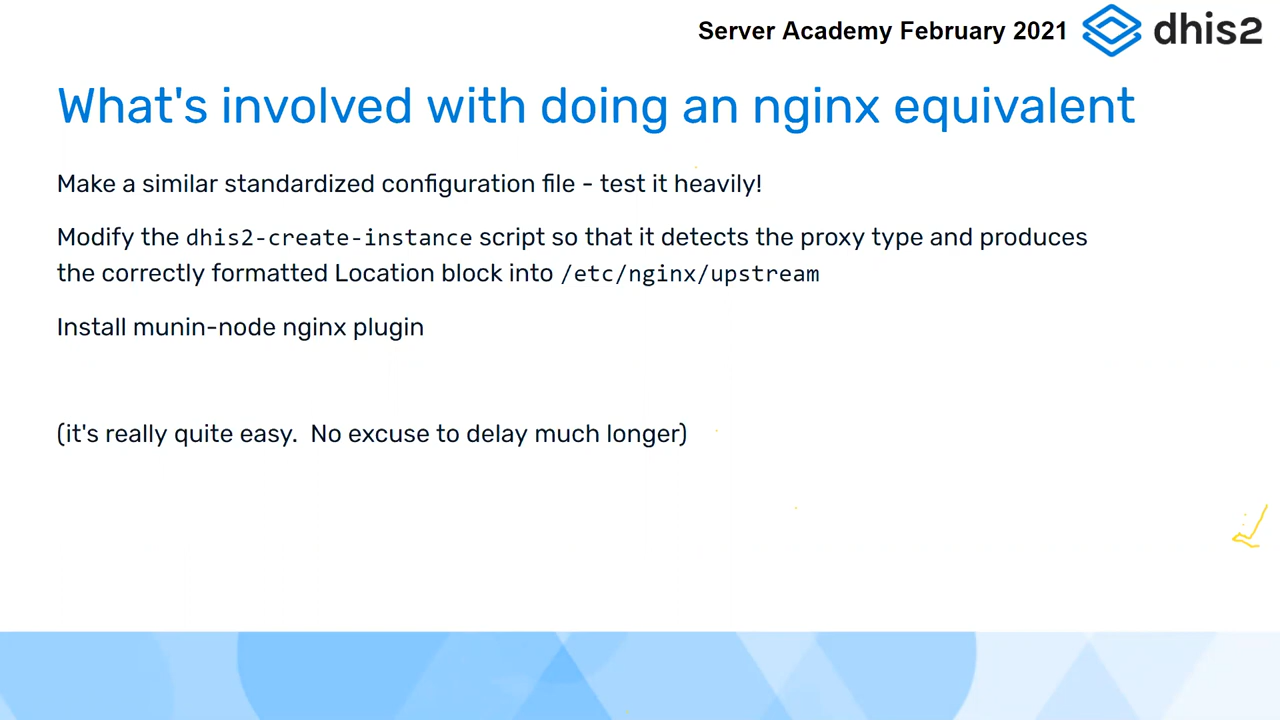 Server Academy February 2021 dhis2
What's involved with doing an nginx equivalent
Make a similar standardized configuration file - test it heavily!
Modify the dhis2-create-instance script so that it detects the proxy type and produces
the correctly formatted Location block into /etc/nginx/upstream
Install munin-node nginx plugin
(it's really quite easy.  No excuse to delay much longer)